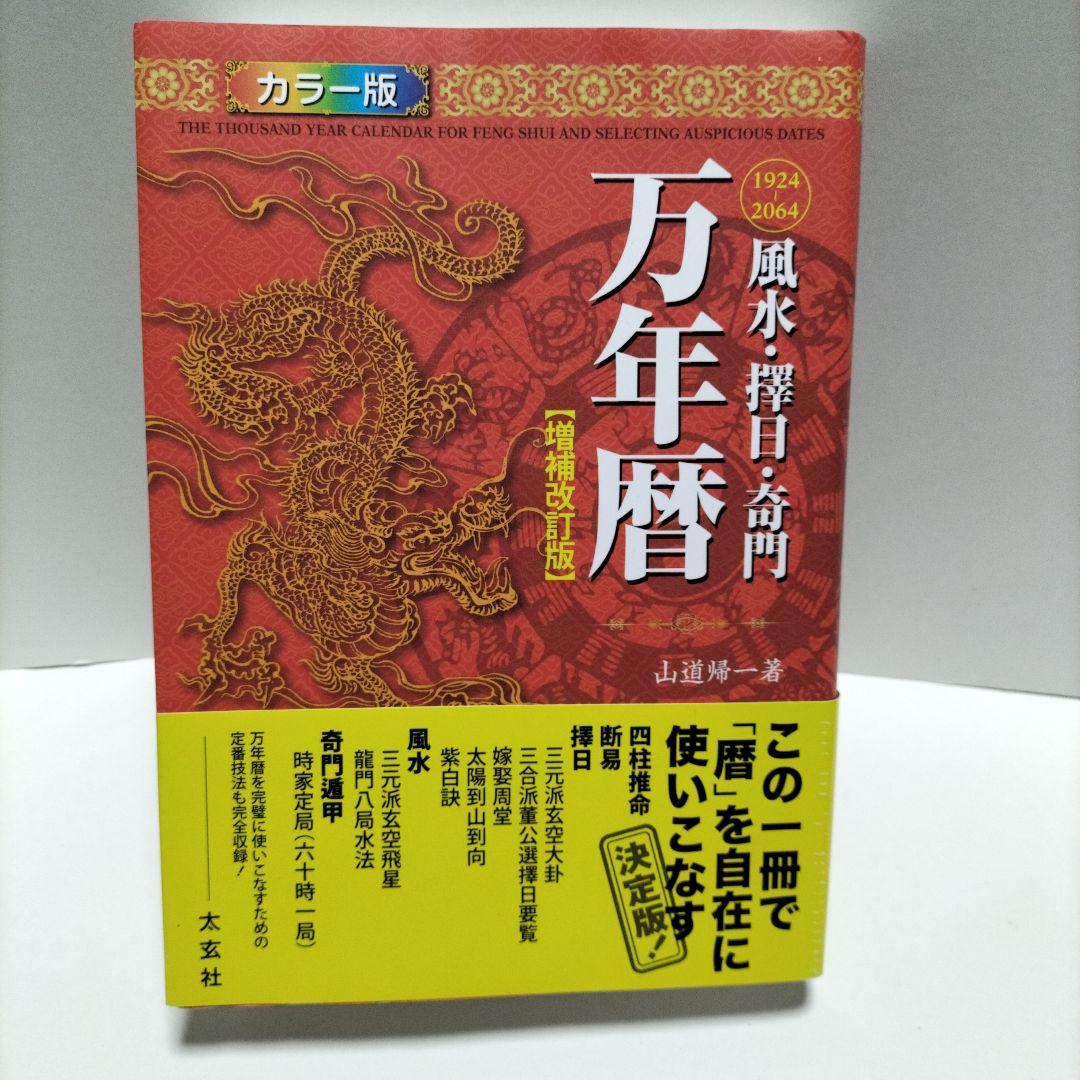 カラー版
THE THOUSAND YEAR CALENDAR FOR FENG SHUI AND SELECTING AUSPICIOUS DATES
1924
~
2064
風水・擇日・奇門
万年暦
【増補改訂版】
山道帰一著
この一冊で
「暦」を自在に
使いこなす
決定版!
四柱推命
断易
擇日
三元派玄空大卦
三合派董公選擇日要覧
嫁娶周堂
太陽到山到向
紫白訣
風水
三元派玄空飛星
龍門八局水法
奇門遁甲
時家定局(六十時一局)
万年暦を完璧に使いこなすための
定番技法も完全収録!
太玄社